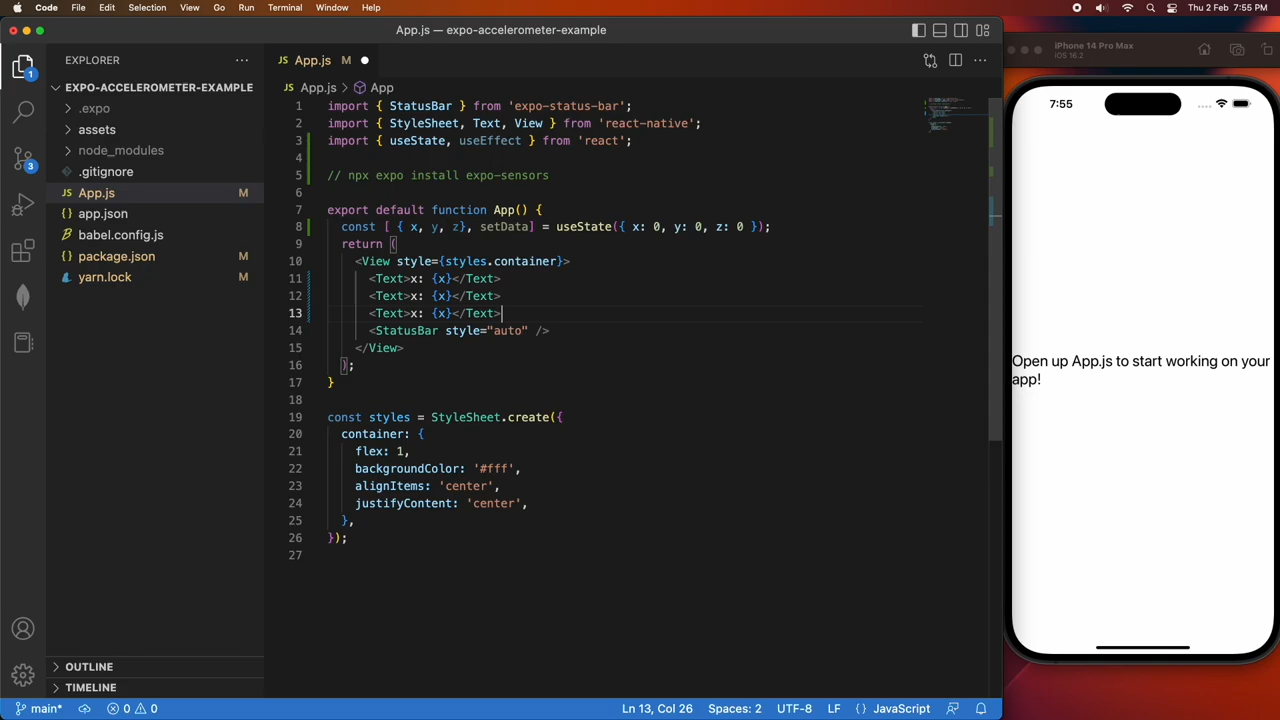 Code File Edit Selection View Go Run Terminal Window Help Thu 2 Feb 7:55 PM
App.js — expo-accelerometer-example
EXPLORER
1
3
EXPO-ACCELEROMETER-EXAMPLE
.expo
assets
node_modules
.gitignore
JS App.js M
{} app.json
babel.config.js
{} package.json M
yarn.lock M
OUTLINE
TIMELINE
JS App.js M
JS App.js > App
1 import { StatusBar } from 'expo-status-bar';
2 import { StyleSheet, Text, View } from 'react-native';
3 import { useState, useEffect } from 'react';
4
5 // npx expo install expo-sensors
6
7 export default function App() {
8 const [ { x, y, z}, setData] = useState({ x: 0, y: 0, z: 0 });
9 return (
10 <View style={styles.container}>
11 <Text>x: {x}</Text>
12 <Text>x: {x}</Text>
13 <Text>x: {x}</Text>
14 <StatusBar style="auto" />
15 </View>
16 );
17 }
18
19 const styles = StyleSheet.create({
20 container: {
21 flex: 1,
22 backgroundColor: '#fff',
23 alignItems: 'center',
24 justifyContent: 'center',
25 },
26 });
27
iPhone 14 Pro Max
iOS 16.2
7:55
Open up App.js to start working on your
app!
main* 0 0 Ln 13, Col 26 Spaces: 2 UTF-8 LF {} JavaScript